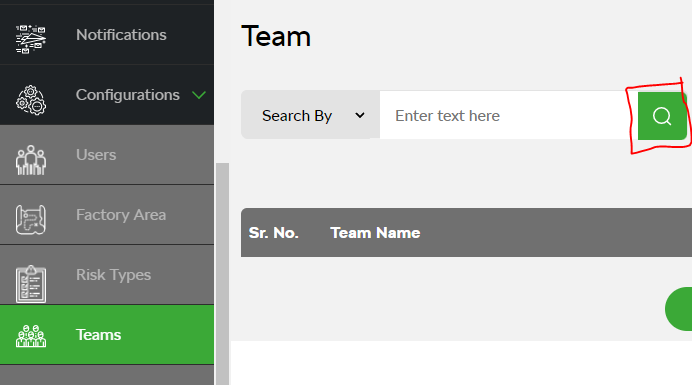 Notifications
Configurations
Users
Factory Area
Risk Types
Teams
Team
Search By
Enter text here
Sr. No.
Team Name